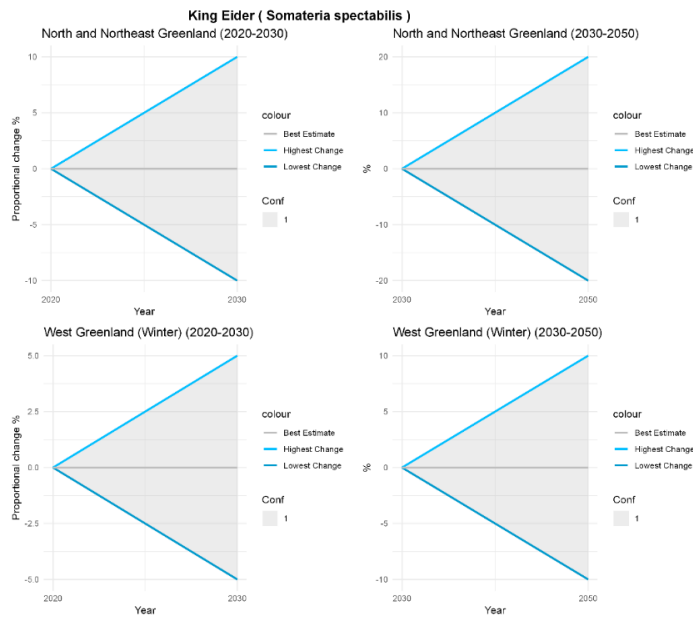 King Eider ( Somateria spectabilis )
North and Northeast Greenland (2020-2030)
Proportional change %
10
5
0
-5
-10
2020
2030
Year
colour
Best Estimate
Highest Change
Lowest Change
Conf
1
North and Northeast Greenland (2030-2050)
%
20
10
0
-10
-20
2030
2050
Year
colour
Best Estimate
Highest Change
Lowest Change
Conf
1
West Greenland (Winter) (2020-2030)
Proportional change %
5.0
2.5
0.0
-2.5
-5.0
2020
2030
Year
colour
Best Estimate
Highest Change
Lowest Change
Conf
1
West Greenland (Winter) (2030-2050)
%
10
5
0
-5
-10
2030
2050
Year
colour
Best Estimate
Highest Change
Lowest Change
Conf
1